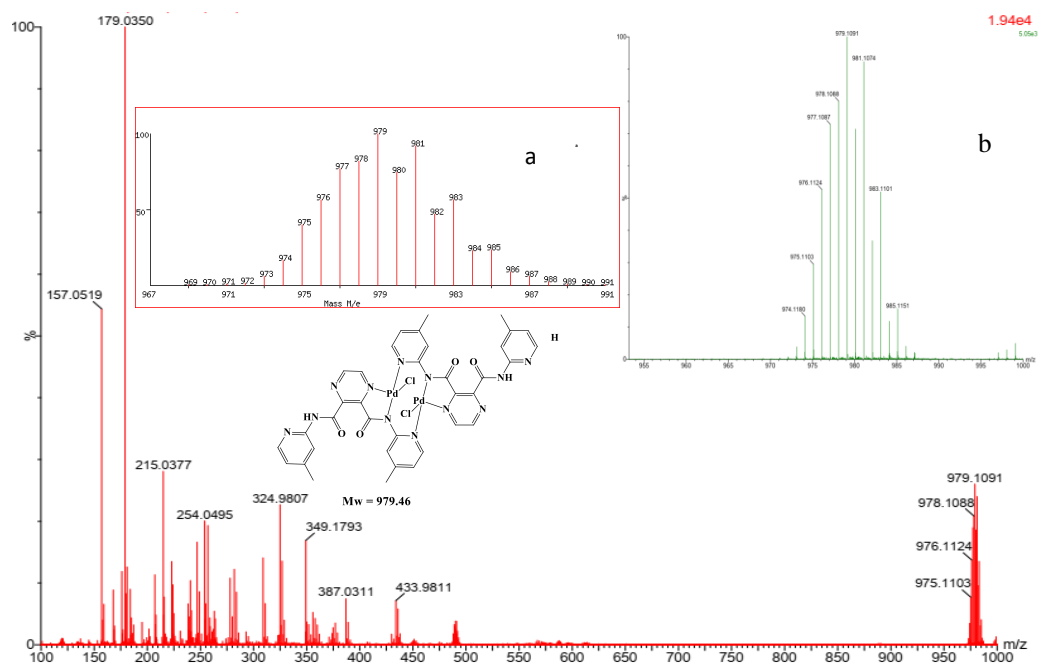 100
179.0350
1.94e4
5.05e3
157.0519
%
215.0377
254.0495
324.9807
349.1793
387.0311
433.9811
979.1091
978.1088
976.1124
975.1103
0
100 150 200 250 300 350 400 450 500 550 600 650 700 750 800 850 900 950 1000 m/z
a
100
50
969 970 971 972 973 974 975 976 977 978 979 980 981 982 983 984 985 986 987 988 989 990 991
967 971 975 979 983 987 991
Mass M/e
b
100
%
0
979.1091
981.1074
978.1088
977.1087
976.1124
983.1101
975.1103
974.1180
985.1151
955 960 965 970 975 980 985 990 995 1000 m/z
H
N N O O N
N N Cl N NH
N Pd
HN Cl Pd N N
N O O N N
Mw = 979.46